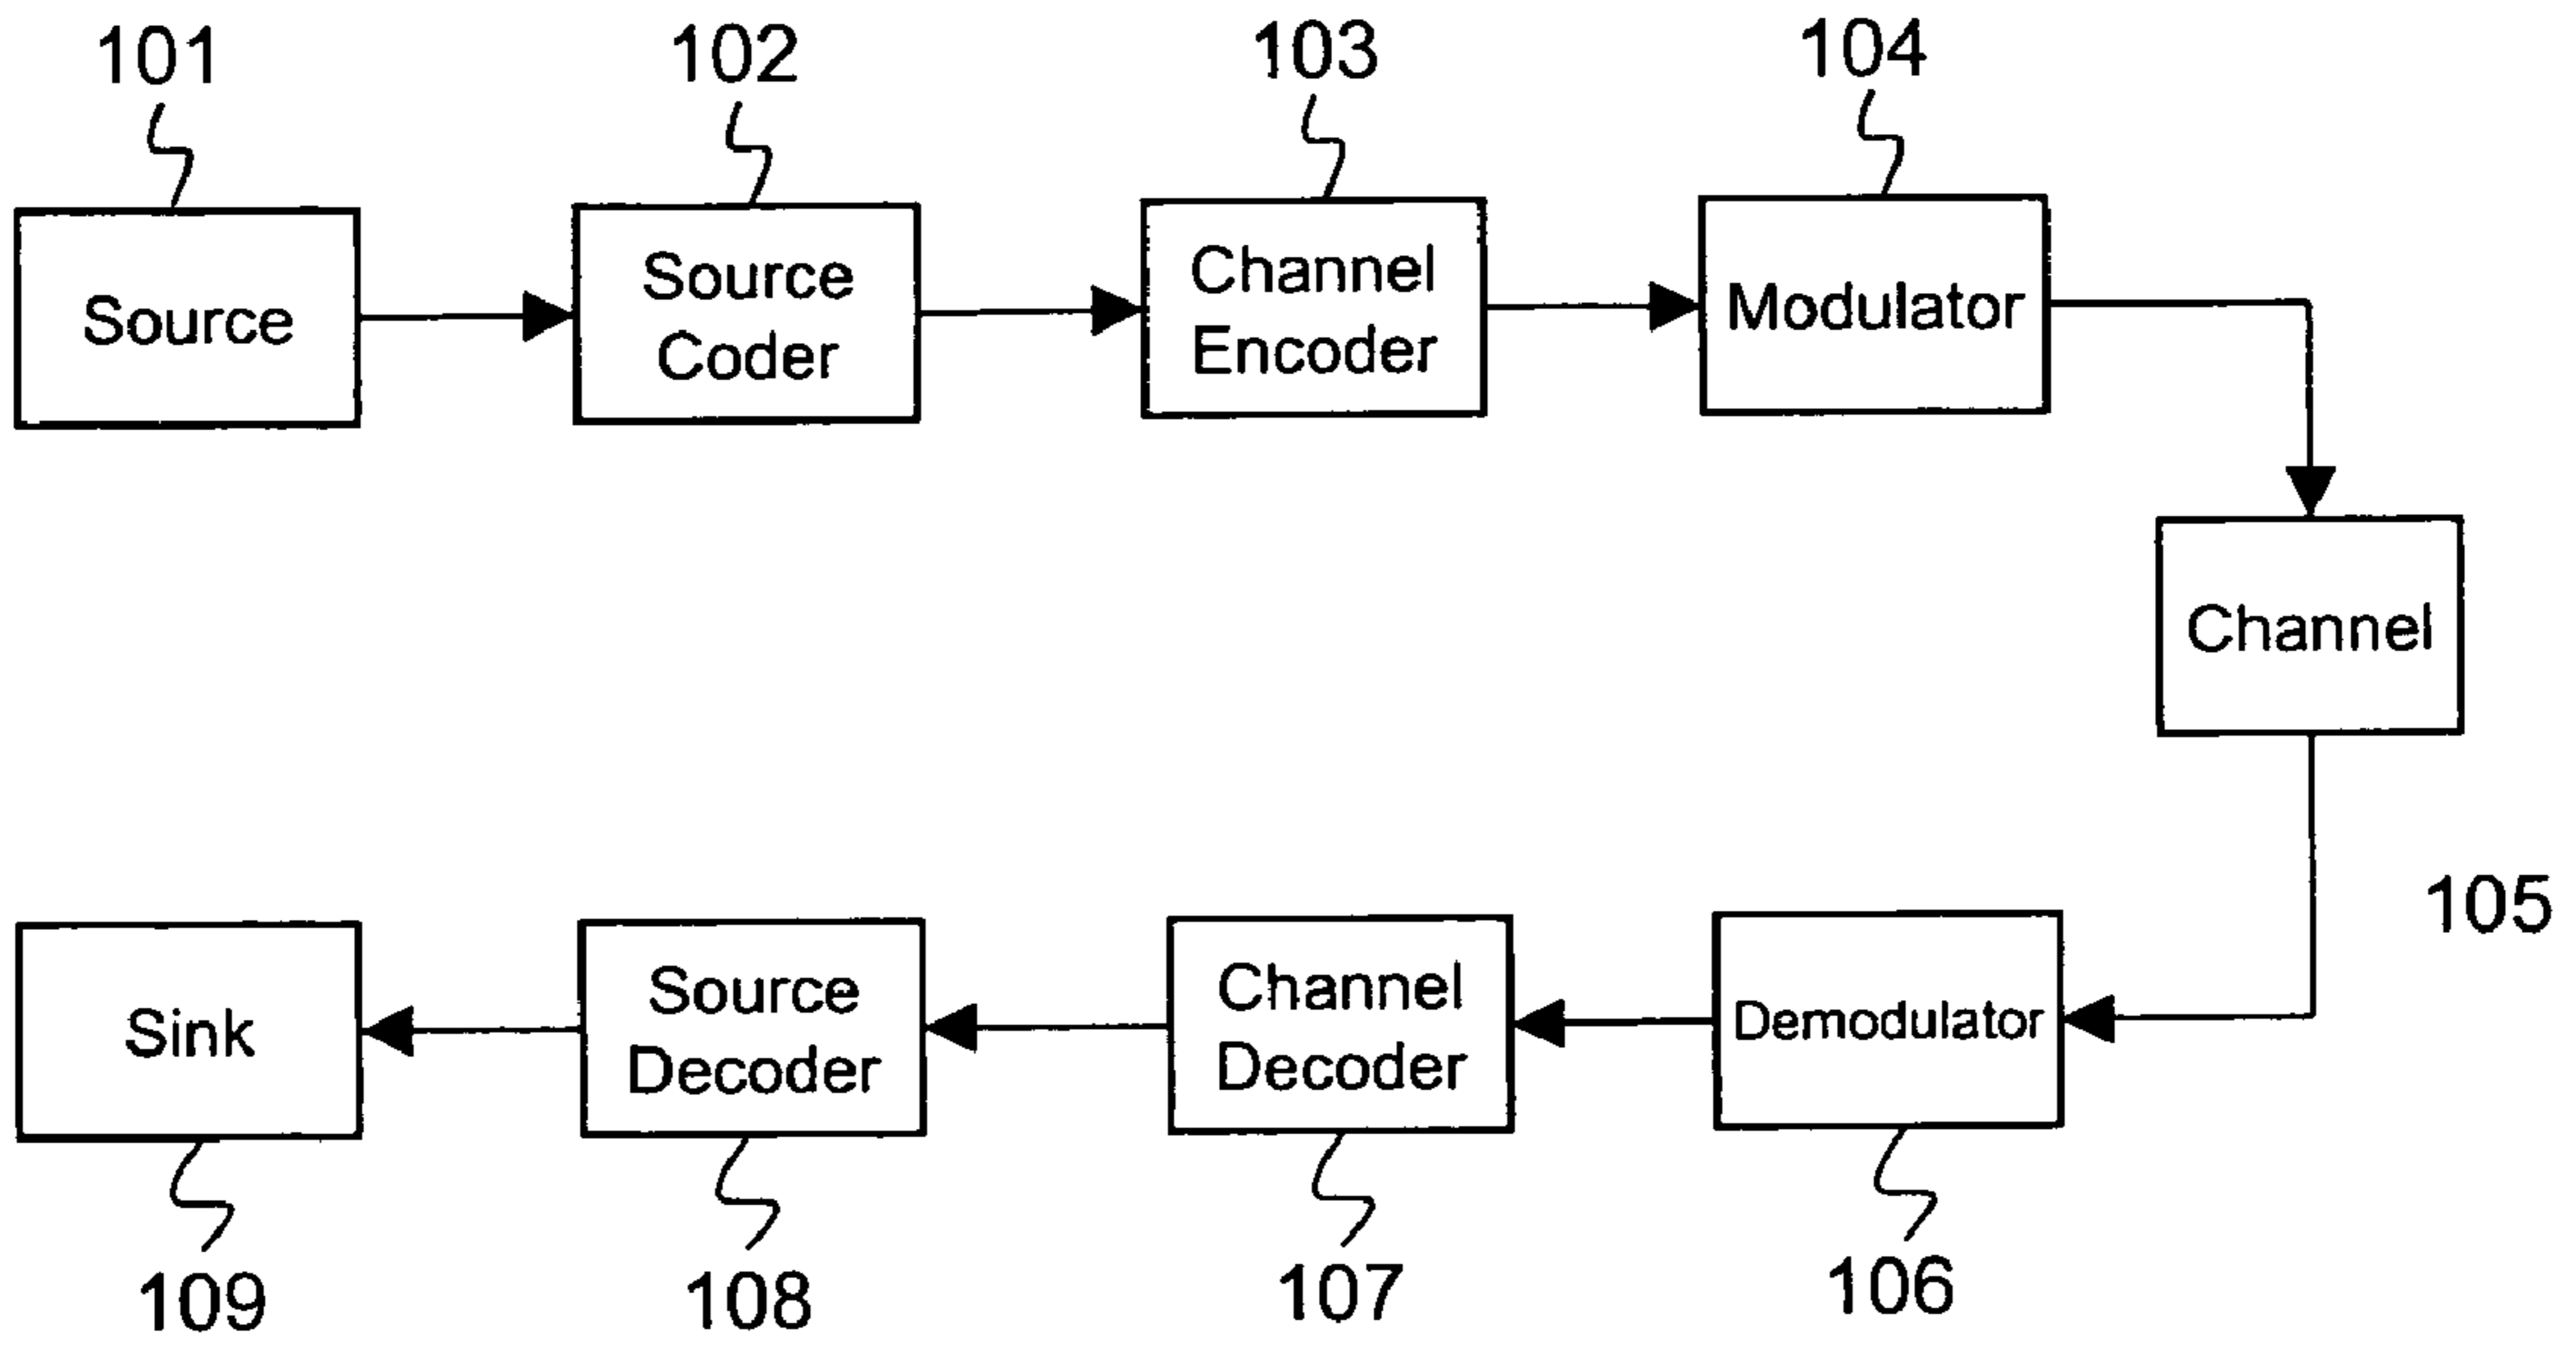 101
102
103
104
Source
Source
Coder
Channel
Encoder
Modulator
Channel
105
Sink
Source
Decoder
Channel
Decoder
Demodulator
109
108
107
106